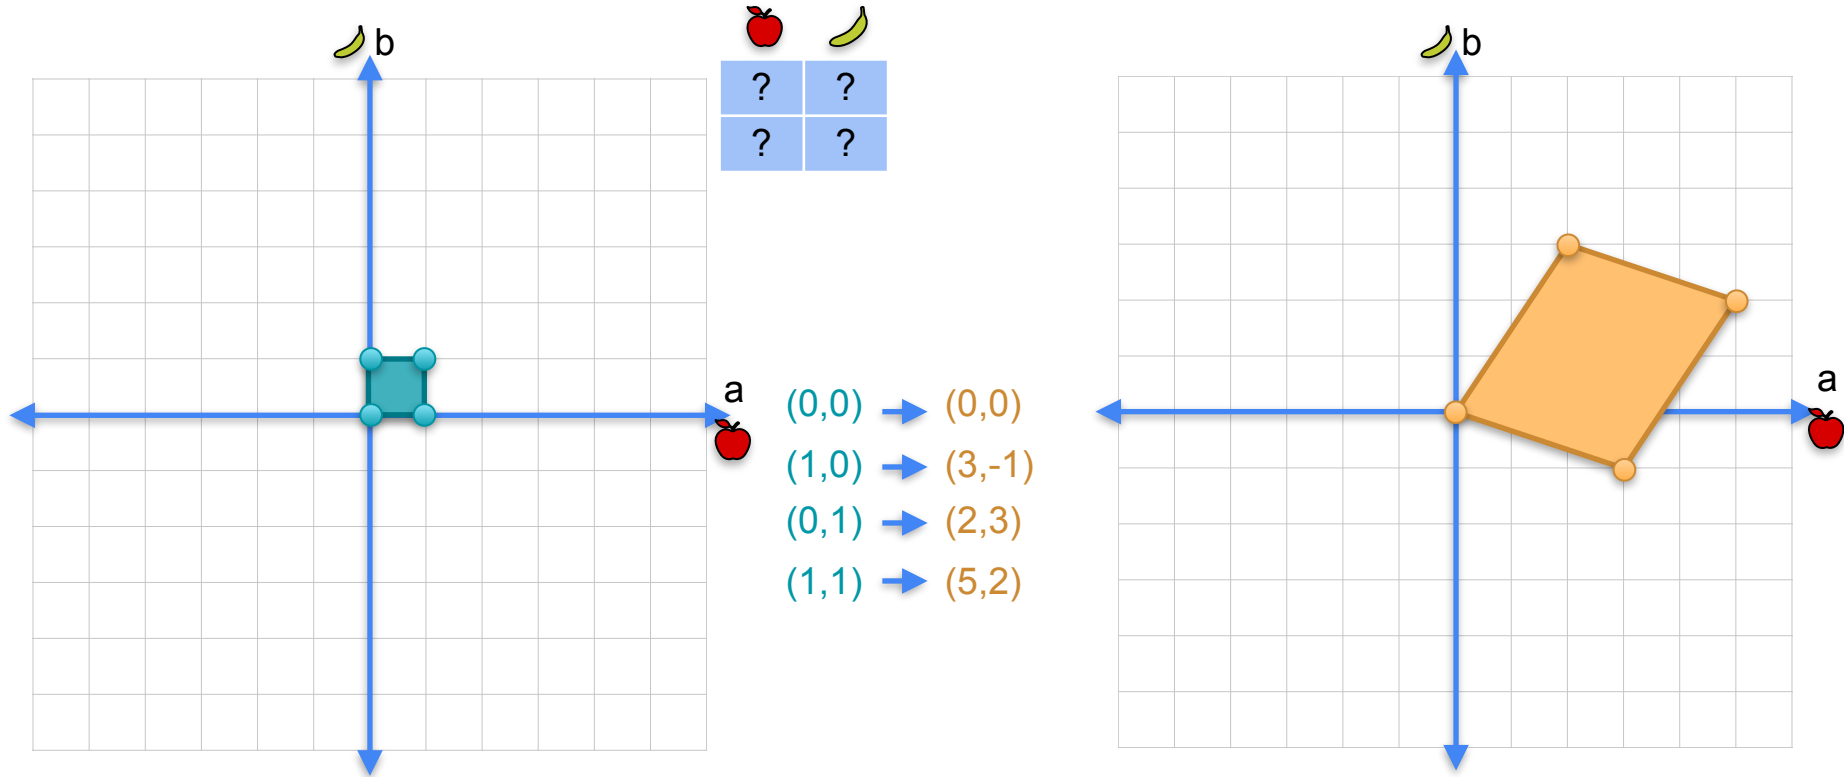 b
? ?
? ?
a
(0,0) (0,0)
(1,0) (3,-1)
(0,1) (2,3)
(1,1) (5,2)
b
a